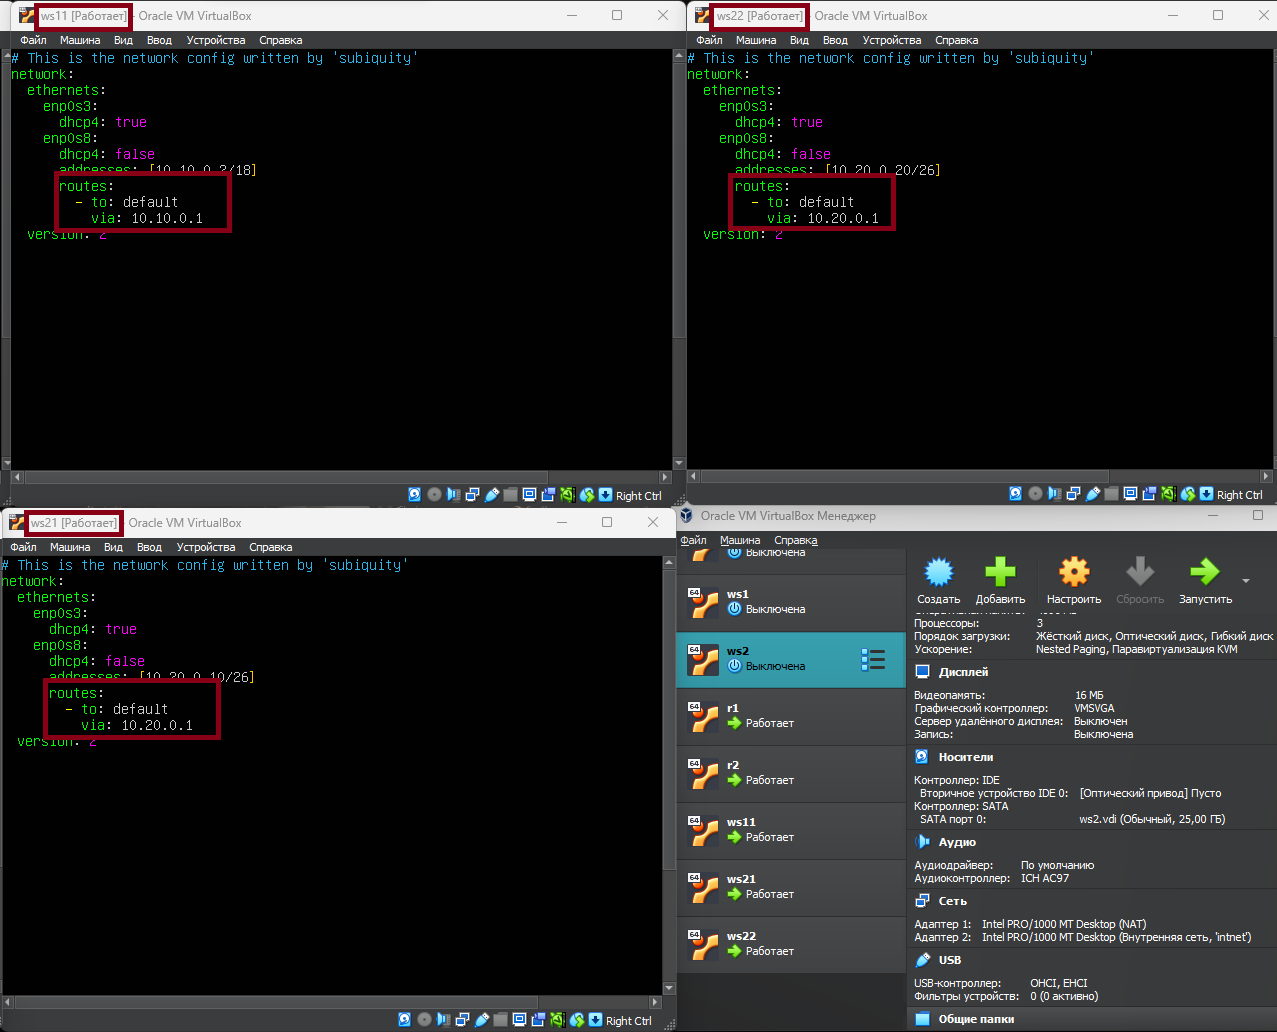 ws11 [Работает] - Oracle VM VirtualBox
Файл Машина Вид Ввод Устройства Справка
# This is the network config written by 'subiquity'
network:
ethernets:
enp0s3:
dhcp4: true
enp0s8:
dhcp4: false
addresses: [10.10.0.2/18]
routes:
- to: default
via: 10.10.0.1
version: 2
Right Ctrl
ws22 [Работает] - Oracle VM VirtualBox
Файл Машина Вид Ввод Устройства Справка
# This is the network config written by 'subiquity'
network:
ethernets:
enp0s3:
dhcp4: true
enp0s8:
dhcp4: false
addresses: [10.20.0.20/26]
routes:
- to: default
via: 10.20.0.1
version: 2
Right Ctrl
ws21 [Работает] - Oracle VM VirtualBox
Файл Машина Вид Ввод Устройства Справка
# This is the network config written by 'subiquity'
network:
ethernets:
enp0s3:
dhcp4: true
enp0s8:
dhcp4: false
addresses: [10.20.0.10/26]
routes:
- to: default
via: 10.20.0.1
version: 2
Right Ctrl
Oracle VM VirtualBox Менеджер
Файл Машина Справка
Выключена
64
ws1
Выключена
64
ws2
Выключена
64
r1
Работает
64
r2
Работает
64
ws11
Работает
64
ws21
Работает
64
ws22
Работает
Создать Добавить Настроить Сбросить Запустить
Процессоры: 3
Порядок загрузки: Жёсткий диск, Оптический диск, Гибкий диск
Ускорение: Nested Paging, Паравиртуализация KVM
Дисплей
Видеопамять: 16 МБ
Графический контроллер: VMSVGA
Сервер удалённого дисплея: Выключен
Запись: Выключена
Носители
Контроллер: IDE
Вторичное устройство IDE 0: [Оптический привод] Пусто
Контроллер: SATA
SATA порт 0: ws2.vdi (Обычный, 25,00 ГБ)
Аудио
Аудиодрайвер: По умолчанию
Аудиоконтроллер: ICH AC97
Сеть
Адаптер 1: Intel PRO/1000 MT Desktop (NAT)
Адаптер 2: Intel PRO/1000 MT Desktop (Внутренняя сеть, 'intnet')
USB
USB-контроллер: OHCI, EHCI
Фильтры устройств: 0 (0 активно)
Общие папки